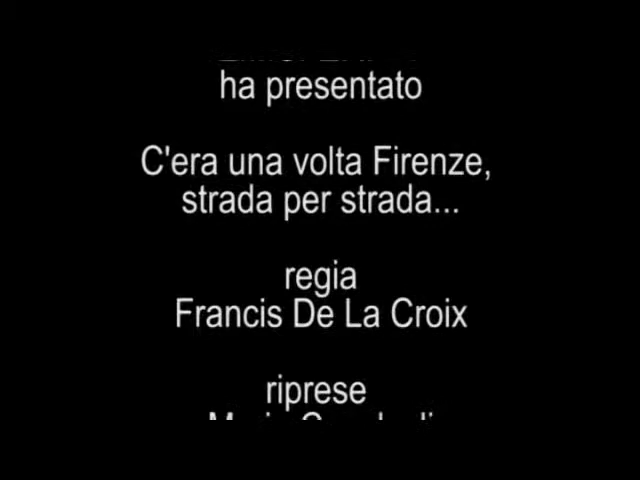 ha presentato
C'era una volta Firenze,
strada per strada...
regia
Francis De La Croix
riprese